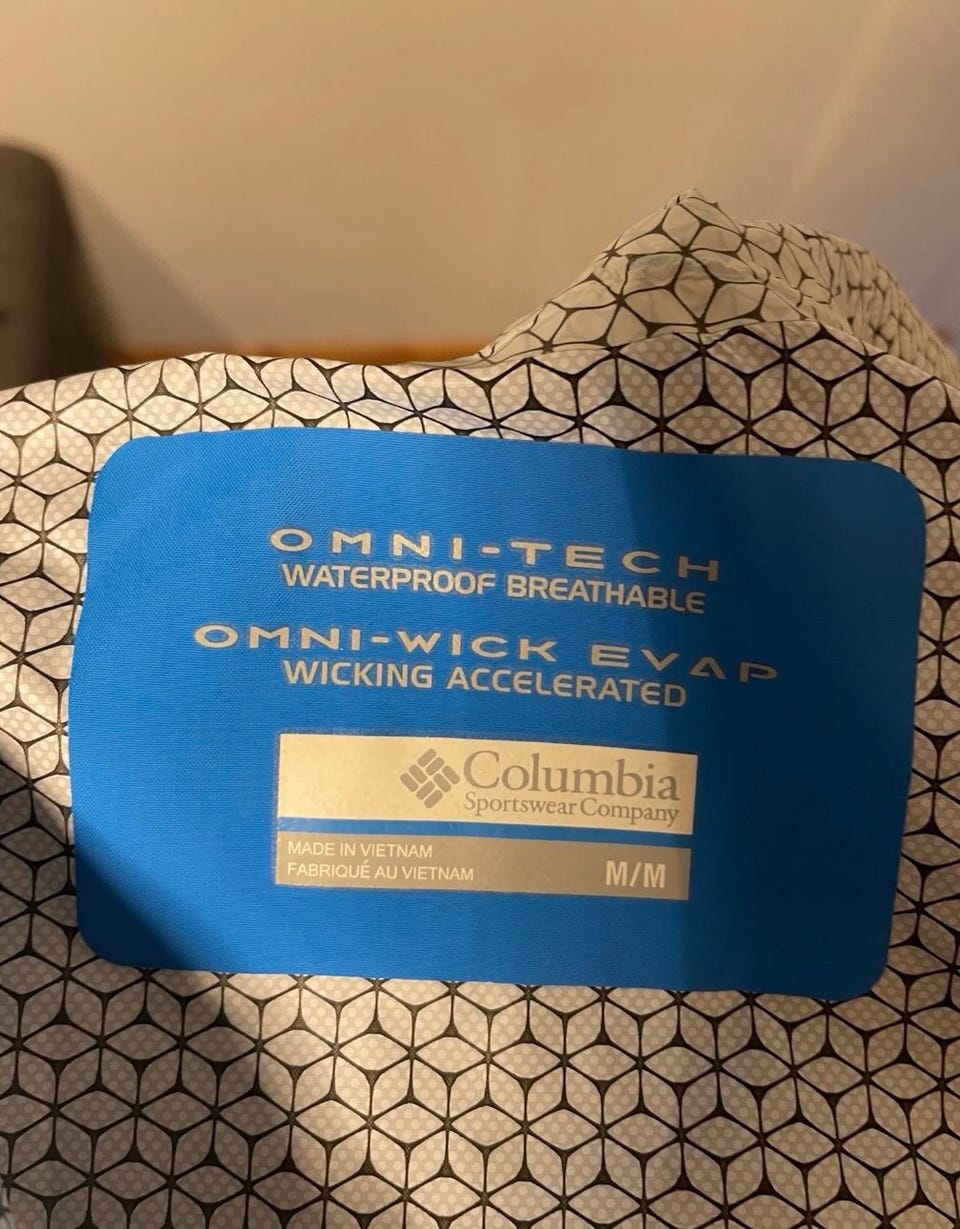 OMNI-TECH
WATERPROOF BREATHABLE
OMNI-WICK EVAP
WICKING ACCELERATED
Columbia
Sportswear Company
MADE IN VIETNAM
FABRIQUÉ AU VIETNAM
M/M